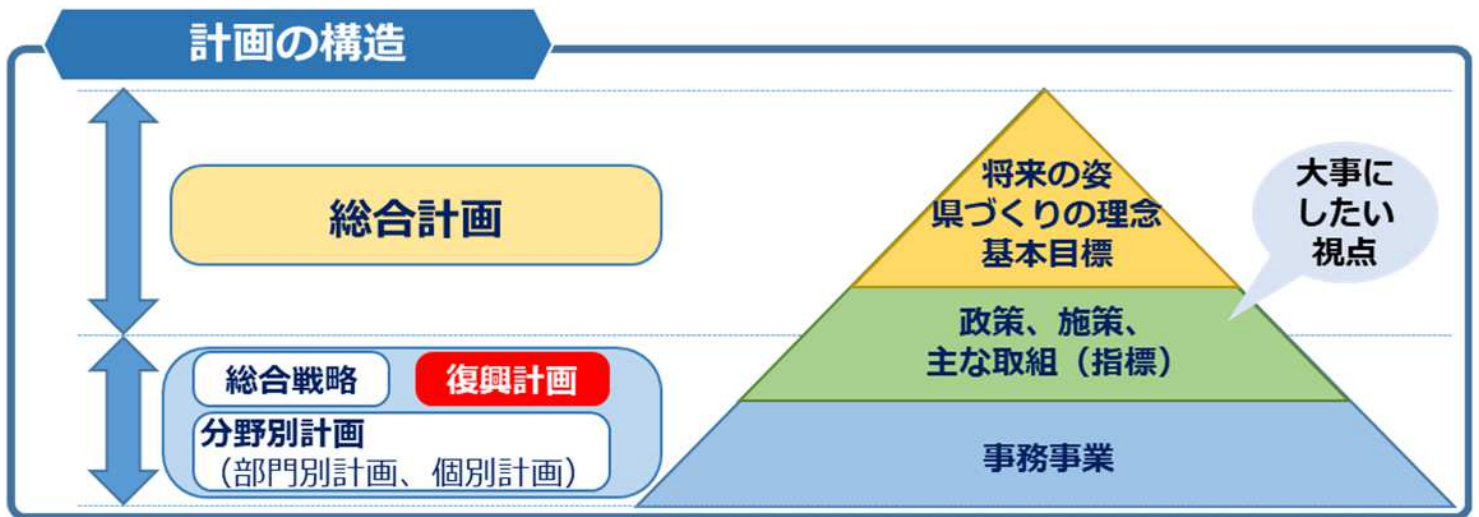 計画の構造
総合計画
将来の姿
県づくりの理念
基本目標
大事に
したい
視点
政策、施策、
主な取組（指標）
総合戦略
復興計画
分野別計画
（部門別計画、個別計画）
事務事業